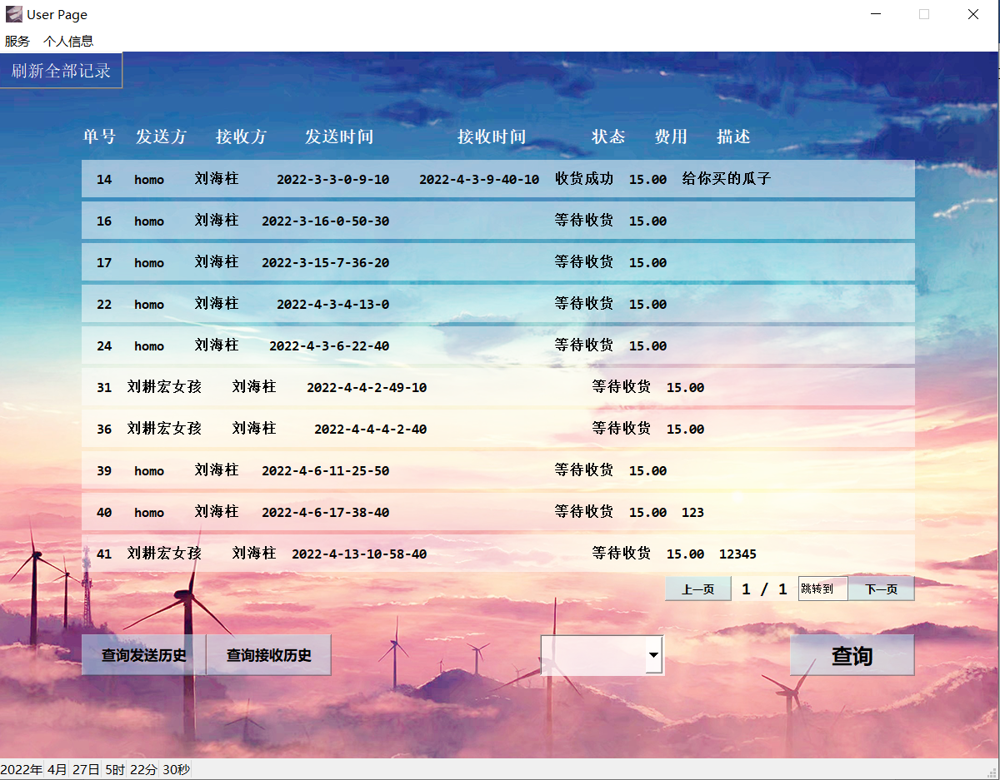 User Page
服务 个人信息
刷新全部记录
单号 发送方 接收方 发送时间 接收时间 状态 费用 描述
14 homo 刘海柱 2022-3-3-0-9-10 2022-4-3-9-40-10 收货成功 15.00 给你买的瓜子
16 homo 刘海柱 2022-3-16-0-50-30 等待收货 15.00
17 homo 刘海柱 2022-3-15-7-36-20 等待收货 15.00
22 homo 刘海柱 2022-4-3-4-13-0 等待收货 15.00
24 homo 刘海柱 2022-4-3-6-22-40 等待收货 15.00
31 刘耕宏女孩 刘海柱 2022-4-4-2-49-10 等待收货 15.00
36 刘耕宏女孩 刘海柱 2022-4-4-4-2-40 等待收货 15.00
39 homo 刘海柱 2022-4-6-11-25-50 等待收货 15.00
40 homo 刘海柱 2022-4-6-17-38-40 等待收货 15.00 123
41 刘耕宏女孩 刘海柱 2022-4-13-10-58-40 等待收货 15.00 12345
上一页 1 / 1 跳转到 下一页
查询发送历史 查询接收历史 查询
2022年 4月 27日 5时 22分 30秒